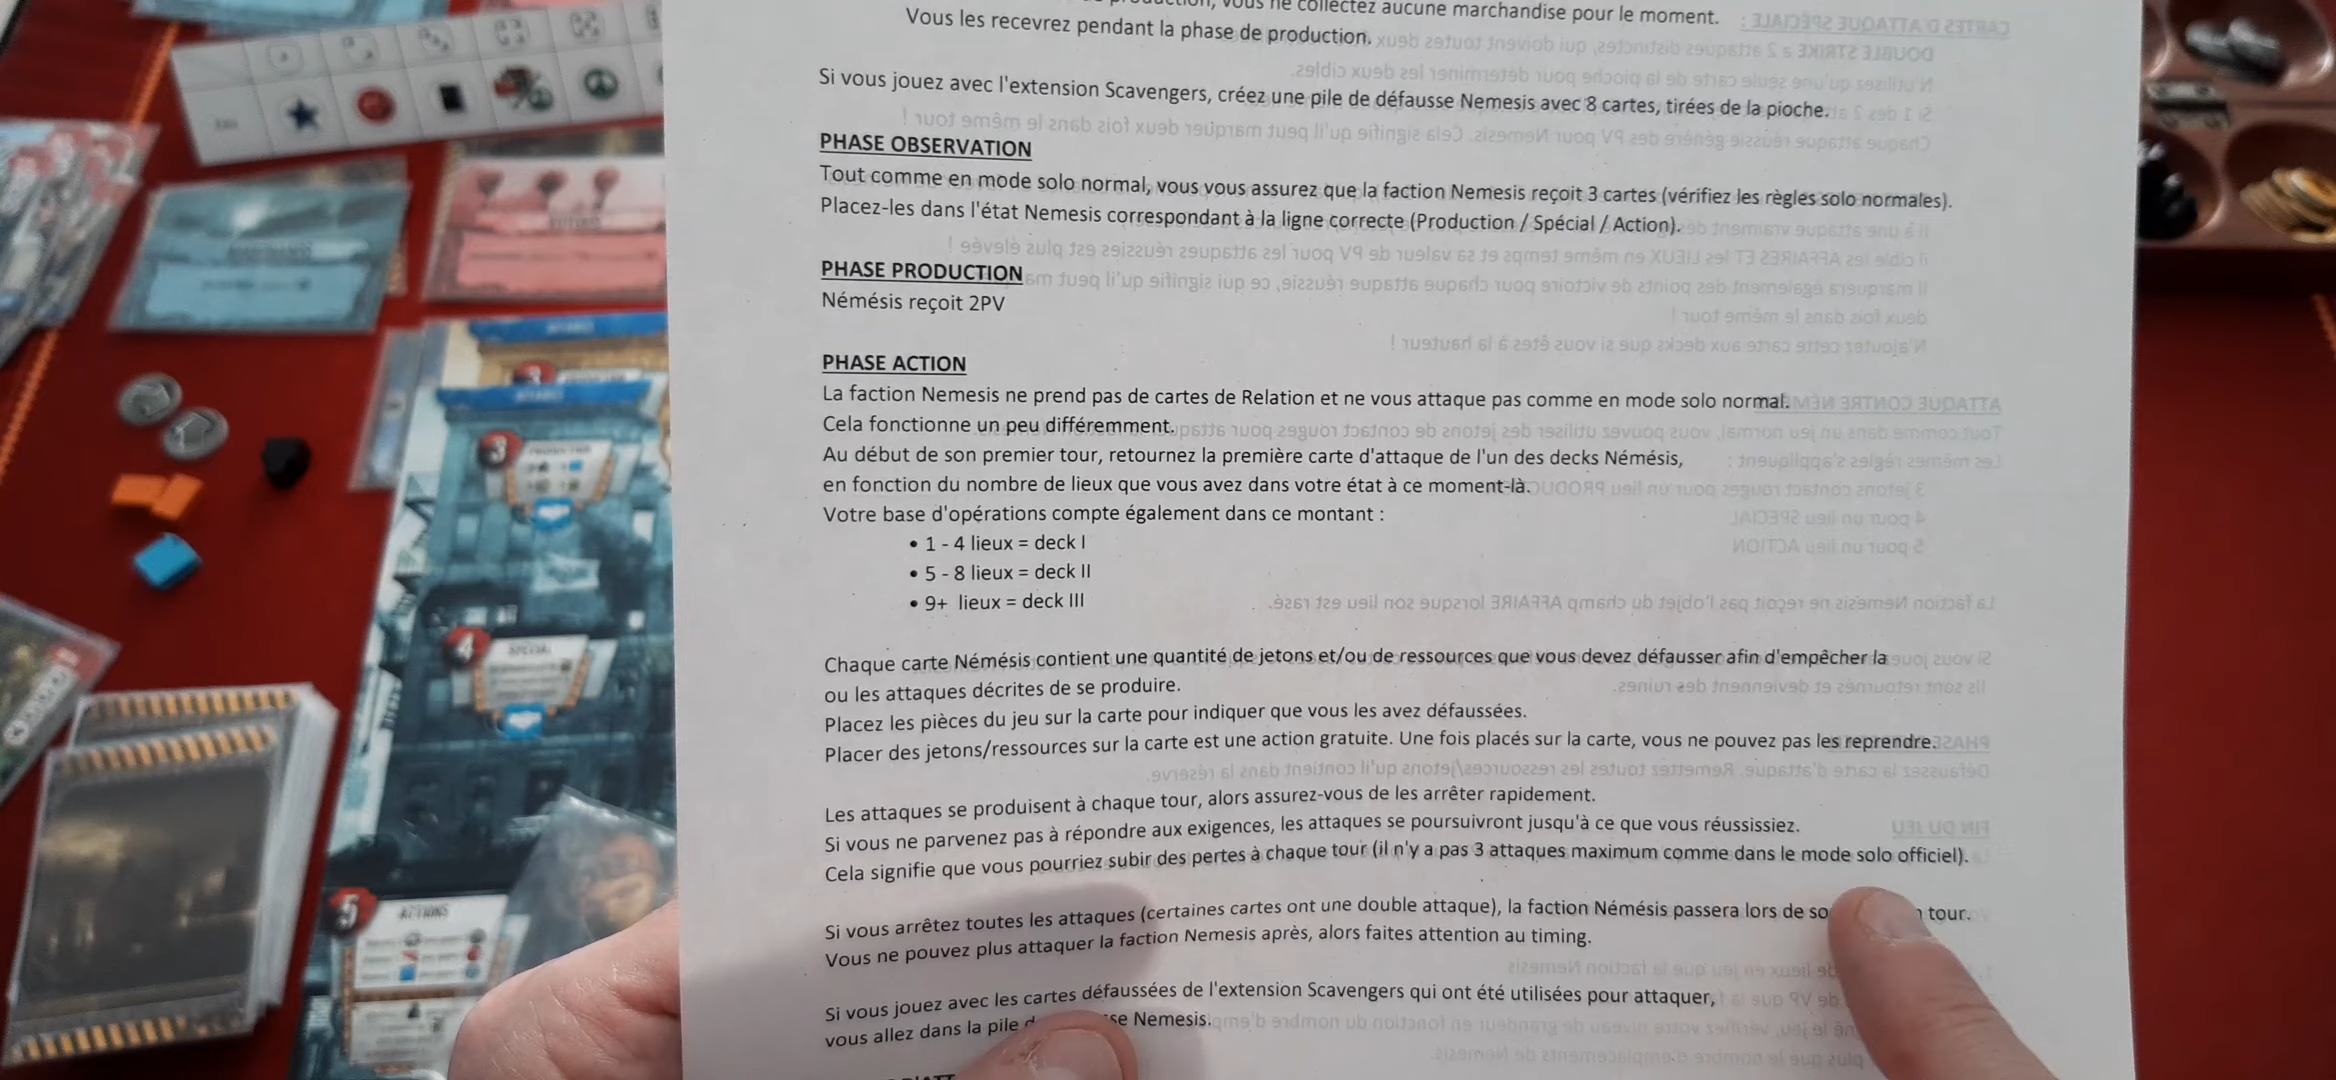 vous ne collectez aucune marchandise pour le moment.
Vous les recevrez pendant la phase de production.
Si vous jouez avec l'extension Scavengers, créez une pile de défausse Nemesis avec 8 cartes, tirées de la pioche.
PHASE OBSERVATION
Tout comme en mode solo normal, vous vous assurez que la faction Nemesis reçoit 3 cartes (vérifiez les règles solo normales).
Placez-les dans l'état Nemesis correspondant à la ligne correcte (Production / Spécial / Action).
PHASE PRODUCTION
Némésis reçoit 2PV
PHASE ACTION
La faction Nemesis ne prend pas de cartes de Relation et ne vous attaque pas comme en mode solo normal.
Cela fonctionne un peu différemment.
Au début de son premier tour, retournez la première carte d'attaque de l'un des decks Némésis,
en fonction du nombre de lieux que vous avez dans votre état à ce moment-là.
Votre base d'opérations compte également dans ce montant :
• 1 - 4 lieux = deck I
• 5 - 8 lieux = deck II
• 9+ lieux = deck III
Chaque carte Némésis contient une quantité de jetons et/ou de ressources que vous devez défausser afin d'empêcher la
ou les attaques décrites de se produire.
Placez les pièces du jeu sur la carte pour indiquer que vous les avez défaussées.
Placer des jetons/ressources sur la carte est une action gratuite. Une fois placés sur la carte, vous ne pouvez pas les reprendre.
Les attaques se produisent à chaque tour, alors assurez-vous de les arrêter rapidement.
Si vous ne parvenez pas à répondre aux exigences, les attaques se poursuivront jusqu'à ce que vous réussissiez.
Cela signifie que vous pourriez subir des pertes à chaque tour (il n'y a pas 3 attaques maximum comme dans le mode solo officiel).
Si vous arrêtez toutes les attaques (certaines cartes ont une double attaque), la faction Némésis passera lors de tour.
Vous ne pouvez plus attaquer la faction Nemesis après, alors faites attention au timing.
Si vous jouez avec les cartes défaussées de l'extension Scavengers qui ont été utilisées pour attaquer,
vous allez dans la pile Nemesis.
3
4
SPECIAL
5
ACTIONS